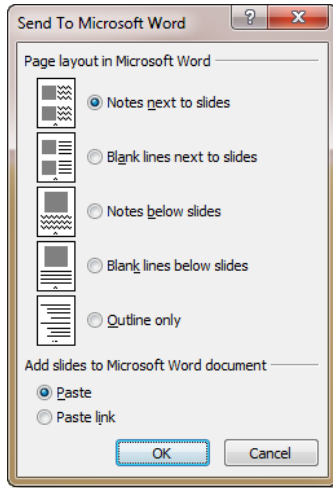 Send To Microsoft Word
Page layout in Microsoft Word
Notes next to slides
Blank lines next to slides
Notes below slides
Blank lines below slides
Outline only
Add slides to Microsoft Word document
Paste
Paste link
OK Cancel